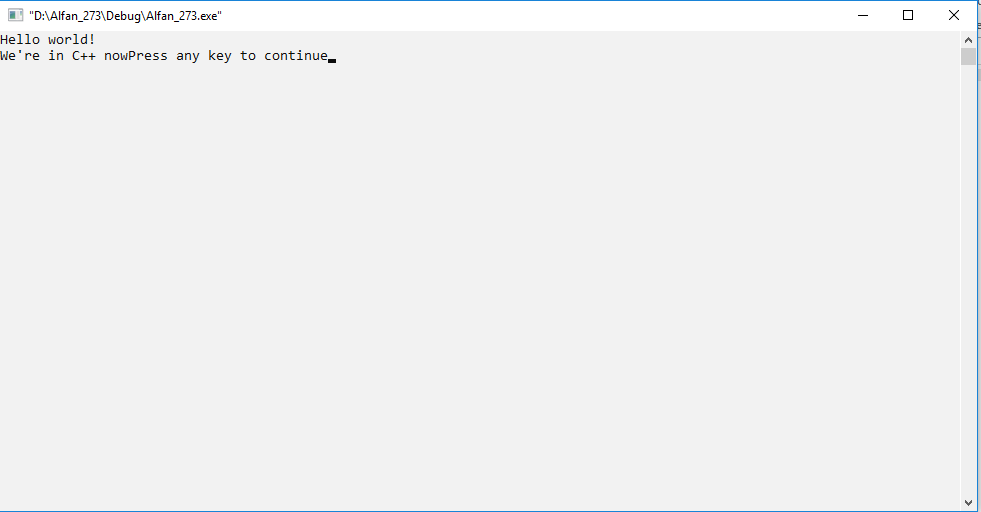 "D:\Alfan_273\Debug\Alfan_273.exe"
Hello world!
We're in C++ nowPress any key to continue